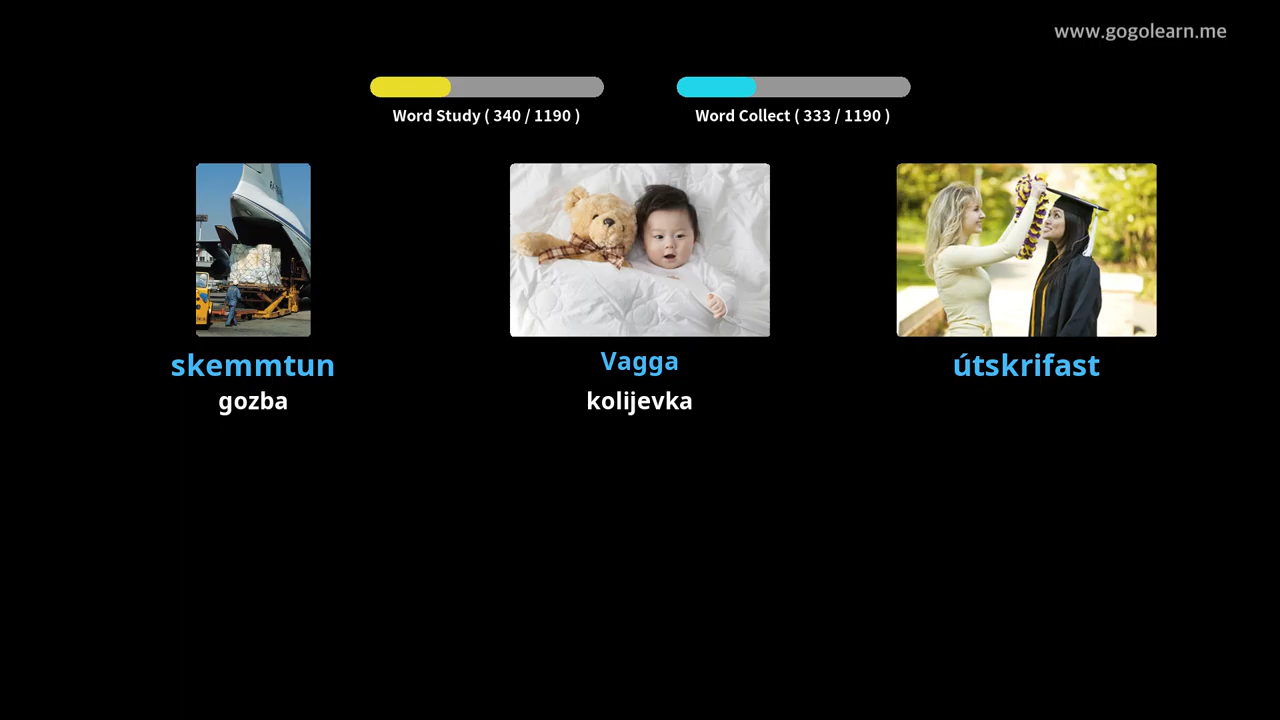 www.gogolearn.me
Word Study ( 340 / 1190 )
Word Collect ( 333 / 1190 )
skemmtun
gozba
Vagga
kolijevka
útskrifast